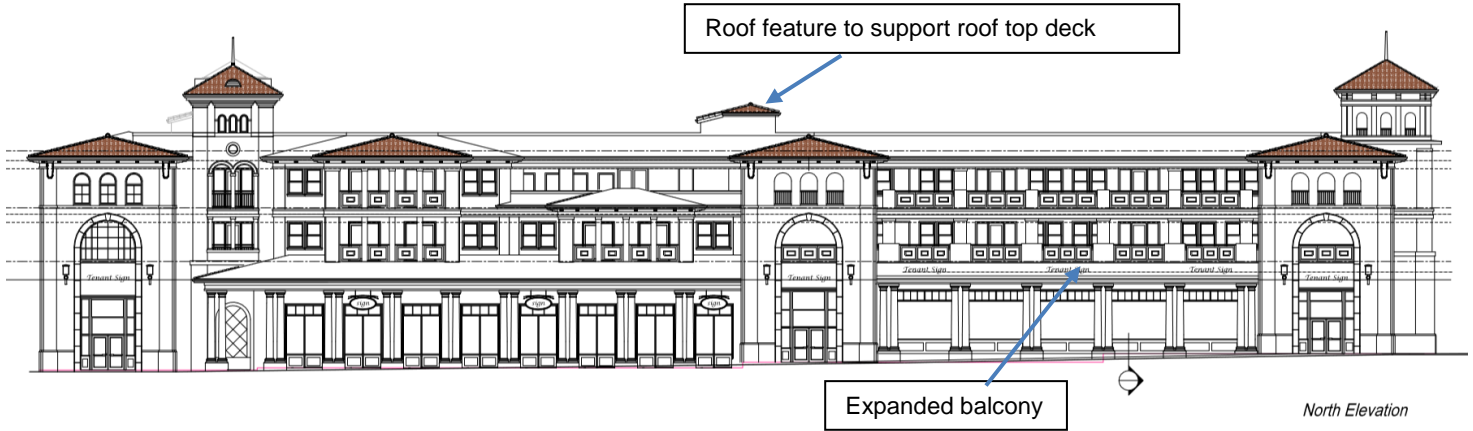 Roof feature to support roof top deck
Tenant Sign
Tenant Sign
Tenant Sign
Tenant Sign
Tenant Sign
Tenant Sign
sign
sign
sign
Expanded balcony
North Elevation